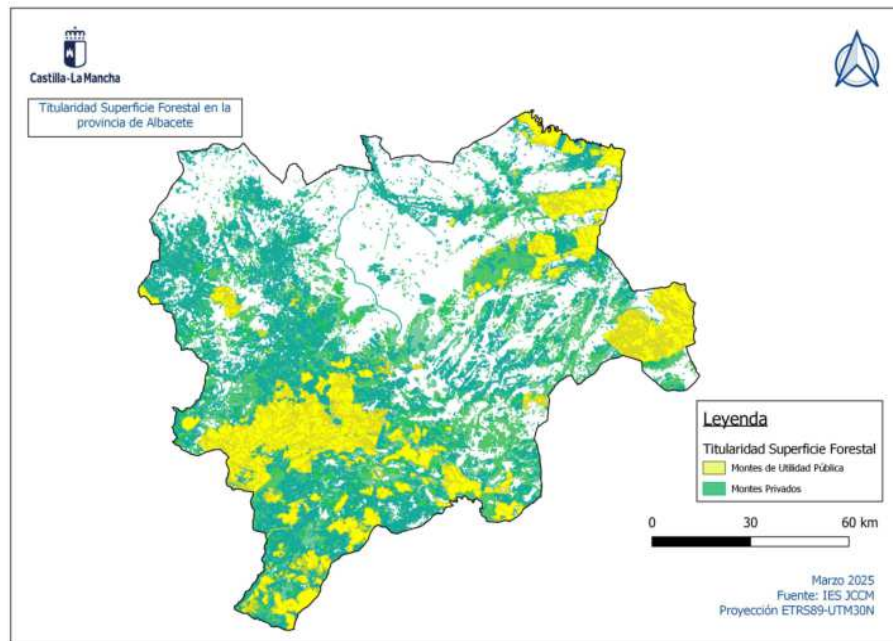 Castilla-La Mancha
Titularidad Superficie Forestal en la
provincia de Albacete
Leyenda
Titularidad Superficie Forestal
Montes de Utilidad Pública
Montes Privados
0 30 60 km
Marzo 2025
Fuente: IES JCCM
Proyección ETRS89-UTM30N